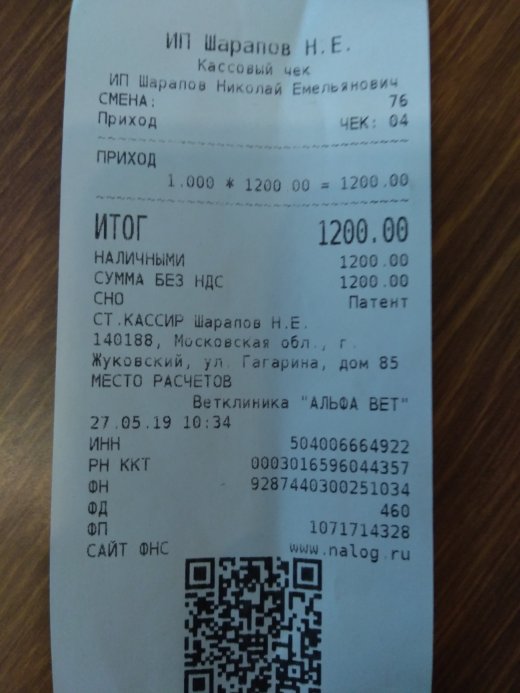 ИП Шарапов Н.Е.
Кассовый чек
ИП Шарапов Николай Емельянович
СМЕНА: 76
Приход ЧЕК: 04
ПРИХОД
1.000 * 1200.00 = 1200.00
ИТОГ 1200.00
НАЛИЧНЫМИ 1200.00
СУММА БЕЗ НДС 1200.00
СНО Патент
СТ.КАССИР Шарапов Н.Е.
140188, Московская обл., г.
Жуковский, ул. Гагарина, дом 85
МЕСТО РАСЧЕТОВ
Ветклиника "АЛЬФА ВЕТ"
27.05.19 10:34
ИНН 504006664922
РН ККТ 0003016596044357
ФН 9287440300251034
ФД 460
ФП 1071714328
САЙТ ФНС www.nalog.ru